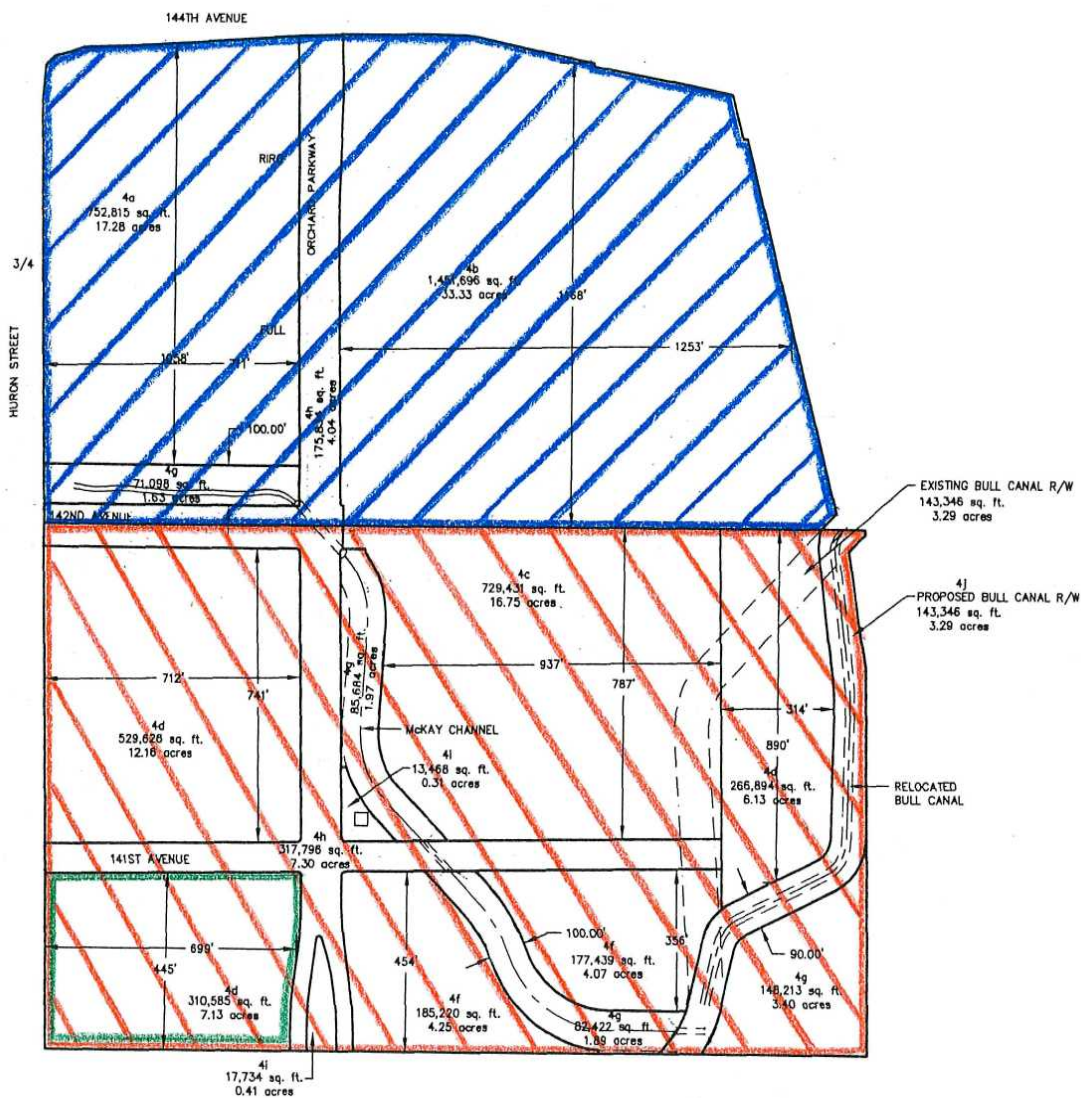 144TH AVENUE
ORCHARD PARKWAY
RIRO
4a
752,815 sq. ft.
17.28 acres
3/4
HURON STREET
4b
1,451,696 sq. ft.
33.33 acres
1168'
FULL
1253'
1058'
711'
4h
175,834 sq. ft.
4.04 acres
100.00'
4g
71,098 sq. ft.
1.63 acres
142ND AVENUE
EXISTING BULL CANAL R/W
143,346 sq. ft.
3.29 acres
4j
PROPOSED BULL CANAL R/W
143,346 sq. ft.
3.29 acres
4c
729,431 sq. ft.
16.75 acres
4g
85,684 sq. ft.
1.97 acres
937'
712'
741'
787'
314'
4d
529,628 sq. ft.
12.16 acres
McKAY CHANNEL
890'
4i
13,468 sq. ft.
0.31 acres
266,894 sq. ft.
6.13 acres
RELOCATED
BULL CANAL
4h
317,796 sq. ft.
7.30 acres
141ST AVENUE
699'
445'
4d
310,585 sq. ft.
7.13 acres
454'
100.00'
356'
4f
177,439 sq. ft.
4.07 acres
90.00'
4g
148,213 sq. ft.
3.40 acres
4f
185,220 sq. ft.
4.25 acres
4g
82,422 sq. ft.
1.89 acres
4i
17,734 sq. ft.
0.41 acres